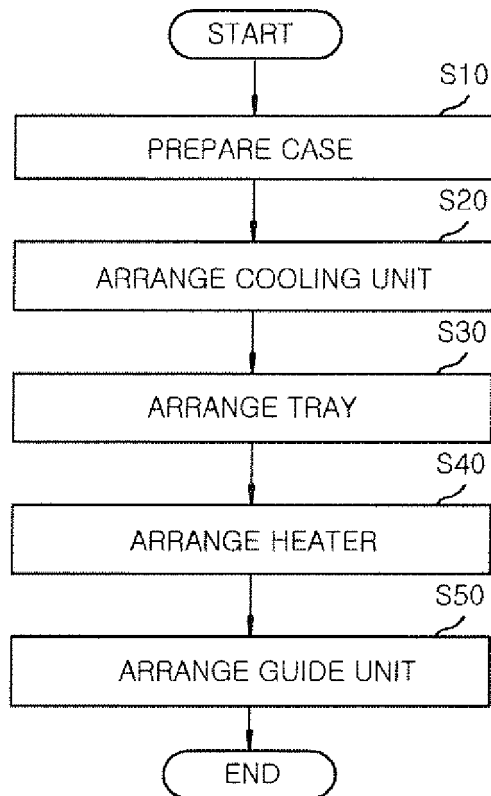 START
S10
PREPARE CASE
S20
ARRANGE COOLING UNIT
S30
ARRANGE TRAY
S40
ARRANGE HEATER
S50
ARRANGE GUIDE UNIT
END